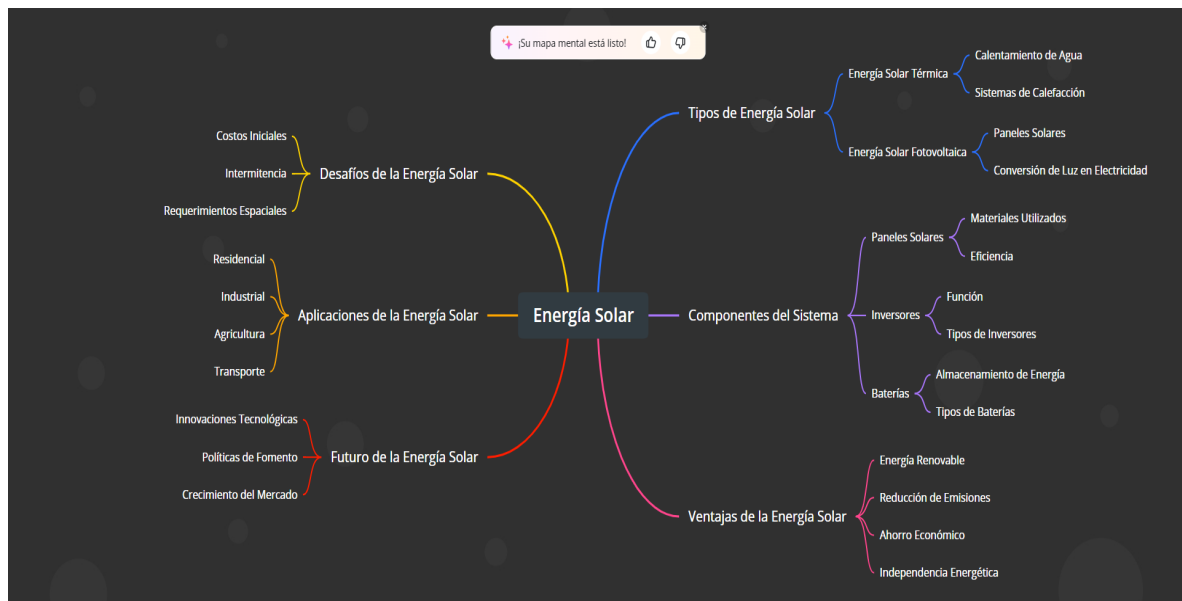 ¡Su mapa mental está listo!
Energía Solar
Tipos de Energía Solar
Energía Solar Térmica
Calentamiento de Agua
Sistemas de Calefacción
Energía Solar Fotovoltaica
Paneles Solares
Conversión de Luz en Electricidad
Componentes del Sistema
Paneles Solares
Materiales Utilizados
Eficiencia
Inversores
Función
Tipos de Inversores
Baterías
Almacenamiento de Energía
Tipos de Baterías
Ventajas de la Energía Solar
Energía Renovable
Reducción de Emisiones
Ahorro Económico
Independencia Energética
Desafíos de la Energía Solar
Costos Iniciales
Intermitencia
Requerimientos Espaciales
Aplicaciones de la Energía Solar
Residencial
Industrial
Agricultura
Transporte
Futuro de la Energía Solar
Innovaciones Tecnológicas
Políticas de Fomento
Crecimiento del Mercado